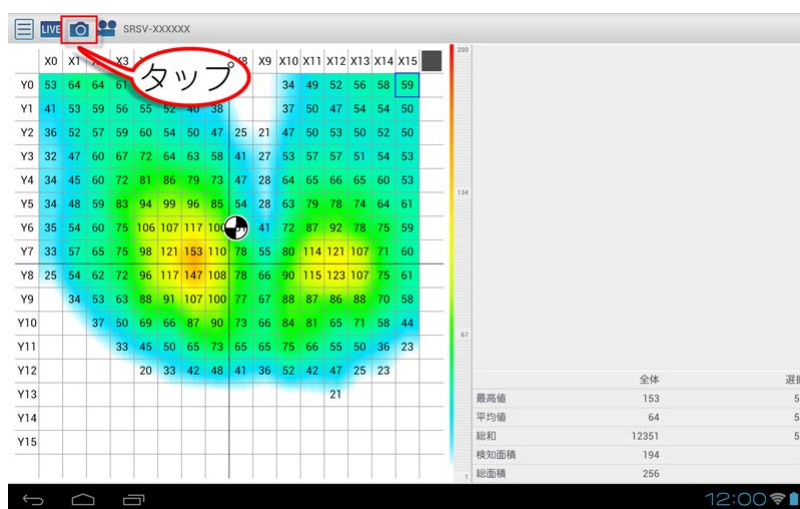 LIVE SRSV-XXXXXX
X0 X1 X3 X9 X10 X11 X12 X13 X14 X15
タップ
Y0 53 64 64 61 34 49 52 56 58 59
Y1 41 53 59 56 55 52 40 38 37 50 47 54 54 50
Y2 36 52 57 59 60 54 50 47 25 21 47 50 53 50 52 50
Y3 32 47 60 67 72 64 63 58 41 27 53 57 57 51 54 53
Y4 34 45 60 72 81 86 79 73 47 28 64 65 66 65 60 53
Y5 34 48 59 83 94 99 96 85 54 28 63 79 78 74 64 61
Y6 35 54 60 75 106 107 117 100 41 72 87 92 78 75 59
Y7 33 57 65 75 98 121 153 110 78 55 80 114 121 107 71 60
Y8 25 54 62 72 96 117 147 108 78 66 90 115 123 107 75 61
Y9 34 53 63 88 91 107 100 77 67 88 87 86 88 70 58
Y10 37 50 69 66 87 90 73 66 84 81 65 71 58 44
Y11 33 45 50 65 73 65 65 75 66 55 50 36 23
Y12 20 33 42 48 41 36 52 42 47 25 23
Y13 21
Y14
Y15
200
134
67
1
全体 選択
最高値 153 5
平均値 64 5
総和 12351 5
検知面積 194
総面積 256
12:00